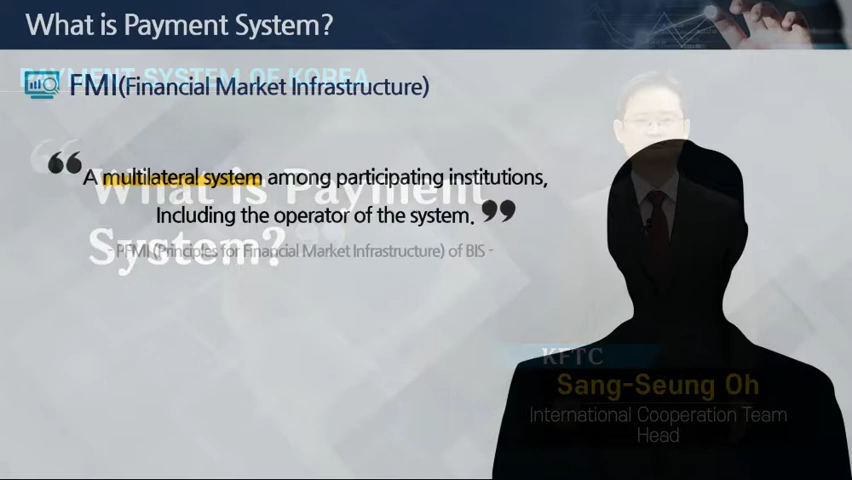 What is Payment System?
PAYMENT SYSTEM OF KOREA
FMI(Financial Market Infrastructure)
“ A multilateral system among participating institutions,
Including the operator of the system. ”
- PFMI (Principles for Financial Market Infrastructure) of BIS -
“ What is Payment
System? ”
KFTC
Sang-Seung Oh
International Cooperation Team
Head